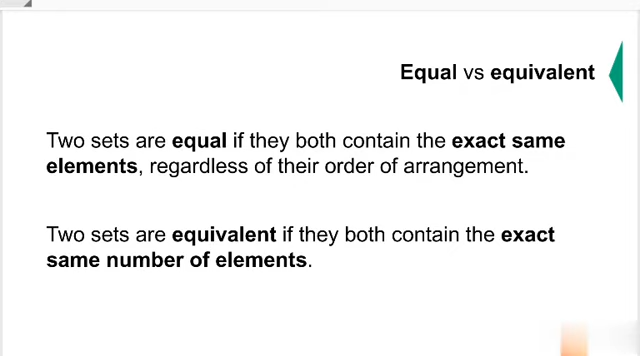 Equal vs equivalent
Two sets are equal if they both contain the exact same
elements, regardless of their order of arrangement.
Two sets are equivalent if they both contain the exact
same number of elements.